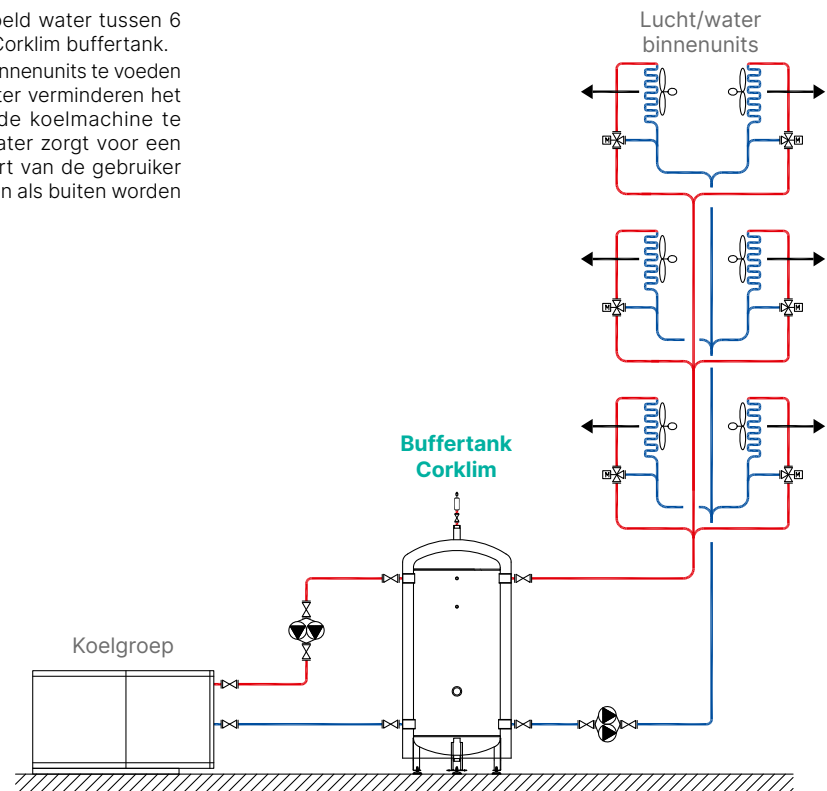 eld water tussen 6
Corklim buffertank.
nnenunits te voeden
ter verminderen het
de koelmachine te
ater zorgt voor een
rt van de gebruiker
n als buiten worden
Lucht/water
binnenunits
M
M
M
M
M
M
Buffertank
Corklim
Koelgroep